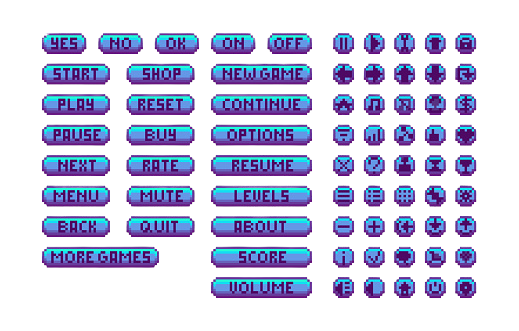 YES NO OK ON OFF
START SHOP NEW GAME
PLAY RESET CONTINUE
PAUSE BUY OPTIONS
NEXT RATE RESUME
MENU MUTE LEVELS
BACK QUIT ABOUT
MORE GAMES SCORE
VOLUME